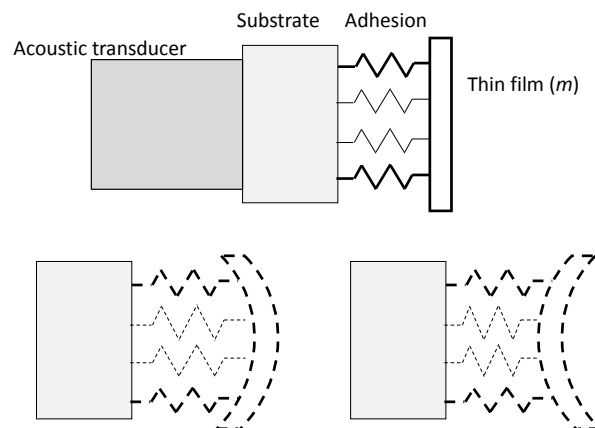 Substrate Adhesion
Acoustic transducer
Thin film (m)